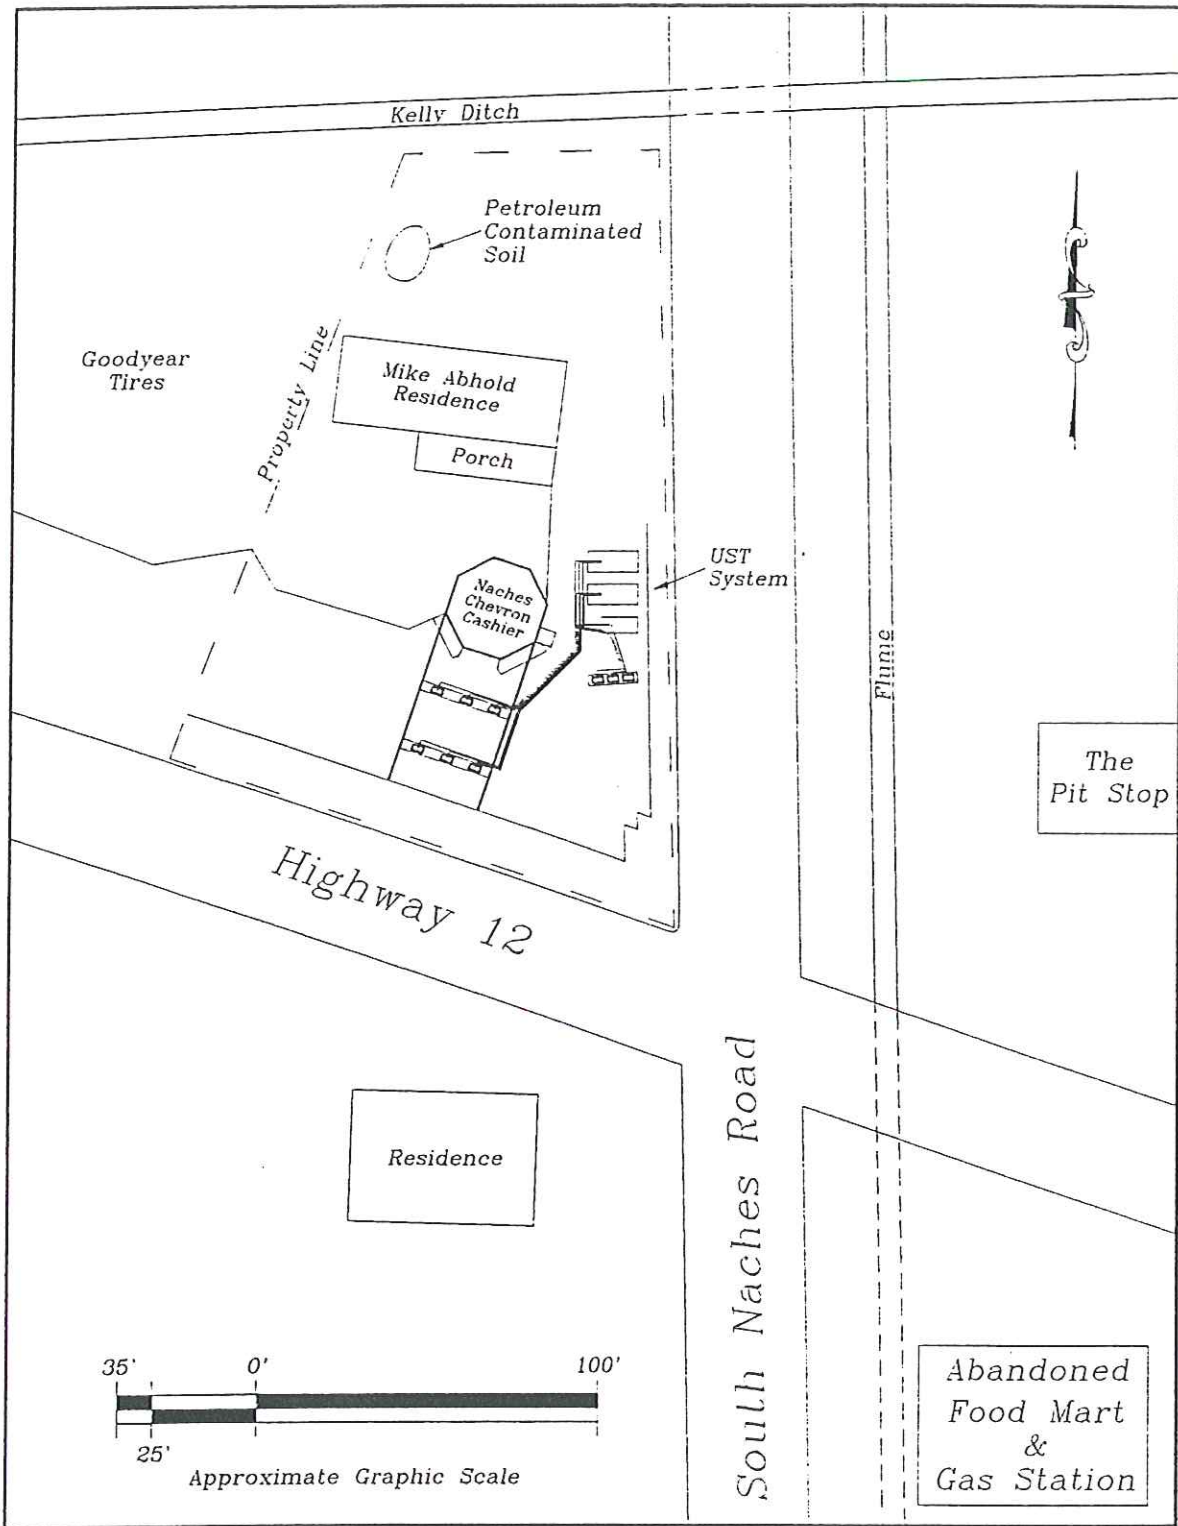 Kelly Ditch
Petroleum
Contaminated
Soil
Goodyear
Tires
Property Line
Mike Abhold
Residence
Porch
UST
System
Naches
Chevron
Cashier
Flume
The
Pit Stop
Highway 12
Residence
South Naches Road
35'
0'
100'
25'
Approximate Graphic Scale
Abandoned
Food Mart
&
Gas Station